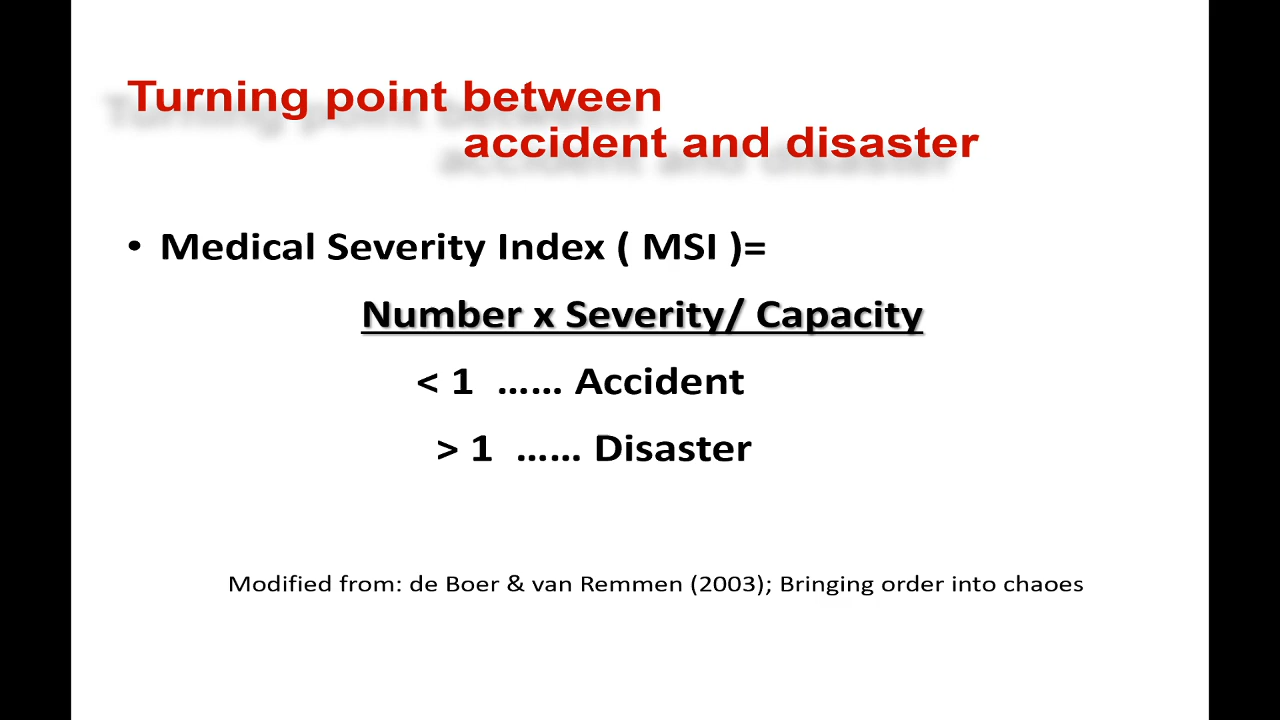 Turning point between
accident and disaster
• Medical Severity Index ( MSI )=
Number x Severity/ Capacity
< 1 ...... Accident
> 1 ...... Disaster
Modified from: de Boer & van Remmen (2003); Bringing order into chaoes